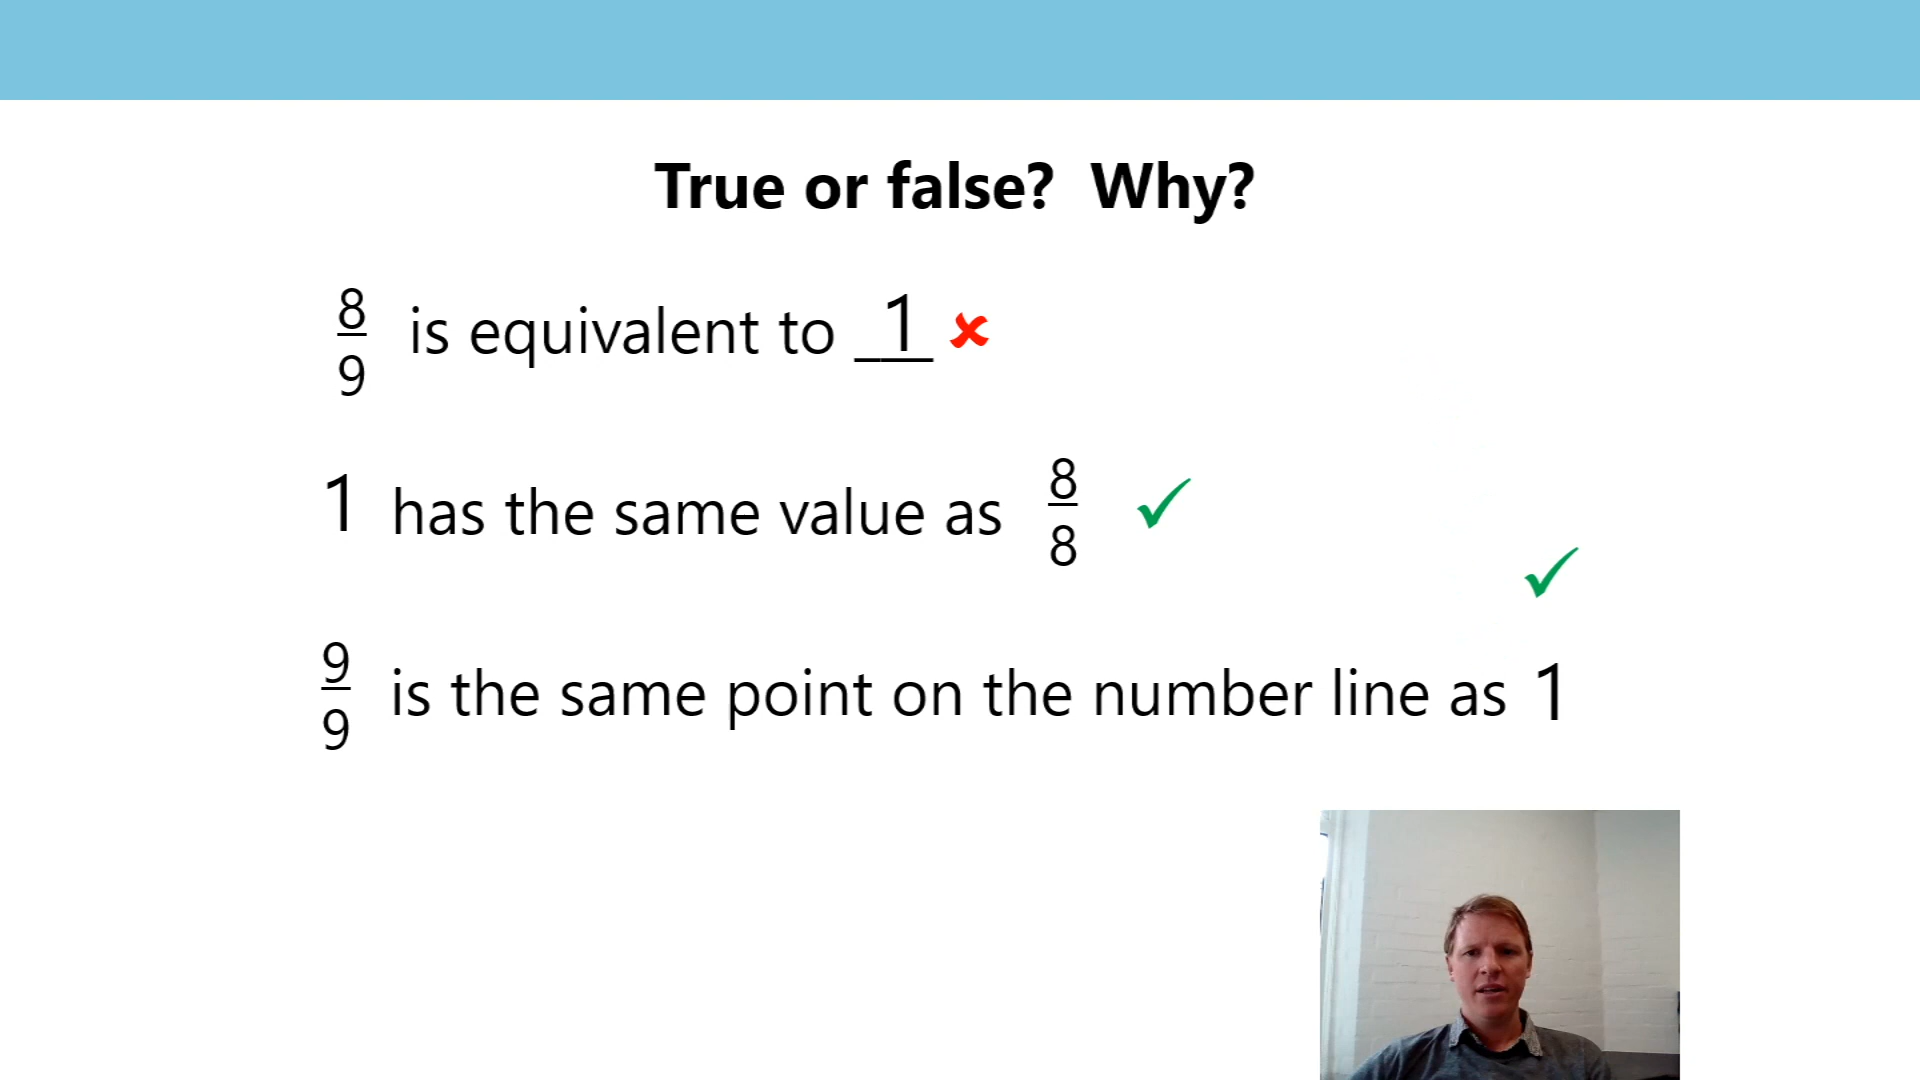 True or false? Why?
8/9 is equivalent to 1 ✘
1 has the same value as 8/8 ✓
✓
9/9 is the same point on the number line as 1